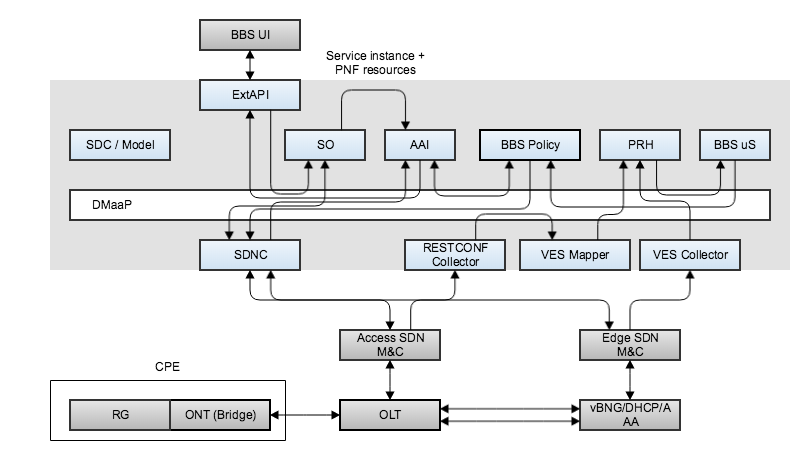 BBS UI
Service instance +
PNF resources
ExtAPI
SDC / Model
SO
AAI
BBS Policy
PRH
BBS uS
DMaaP
SDNC
RESTCONF
Collector
VES Mapper
VES Collector
Access SDN
M&C
Edge SDN
M&C
CPE
RG
ONT (Bridge)
OLT
vBNG/DHCP/A
AA